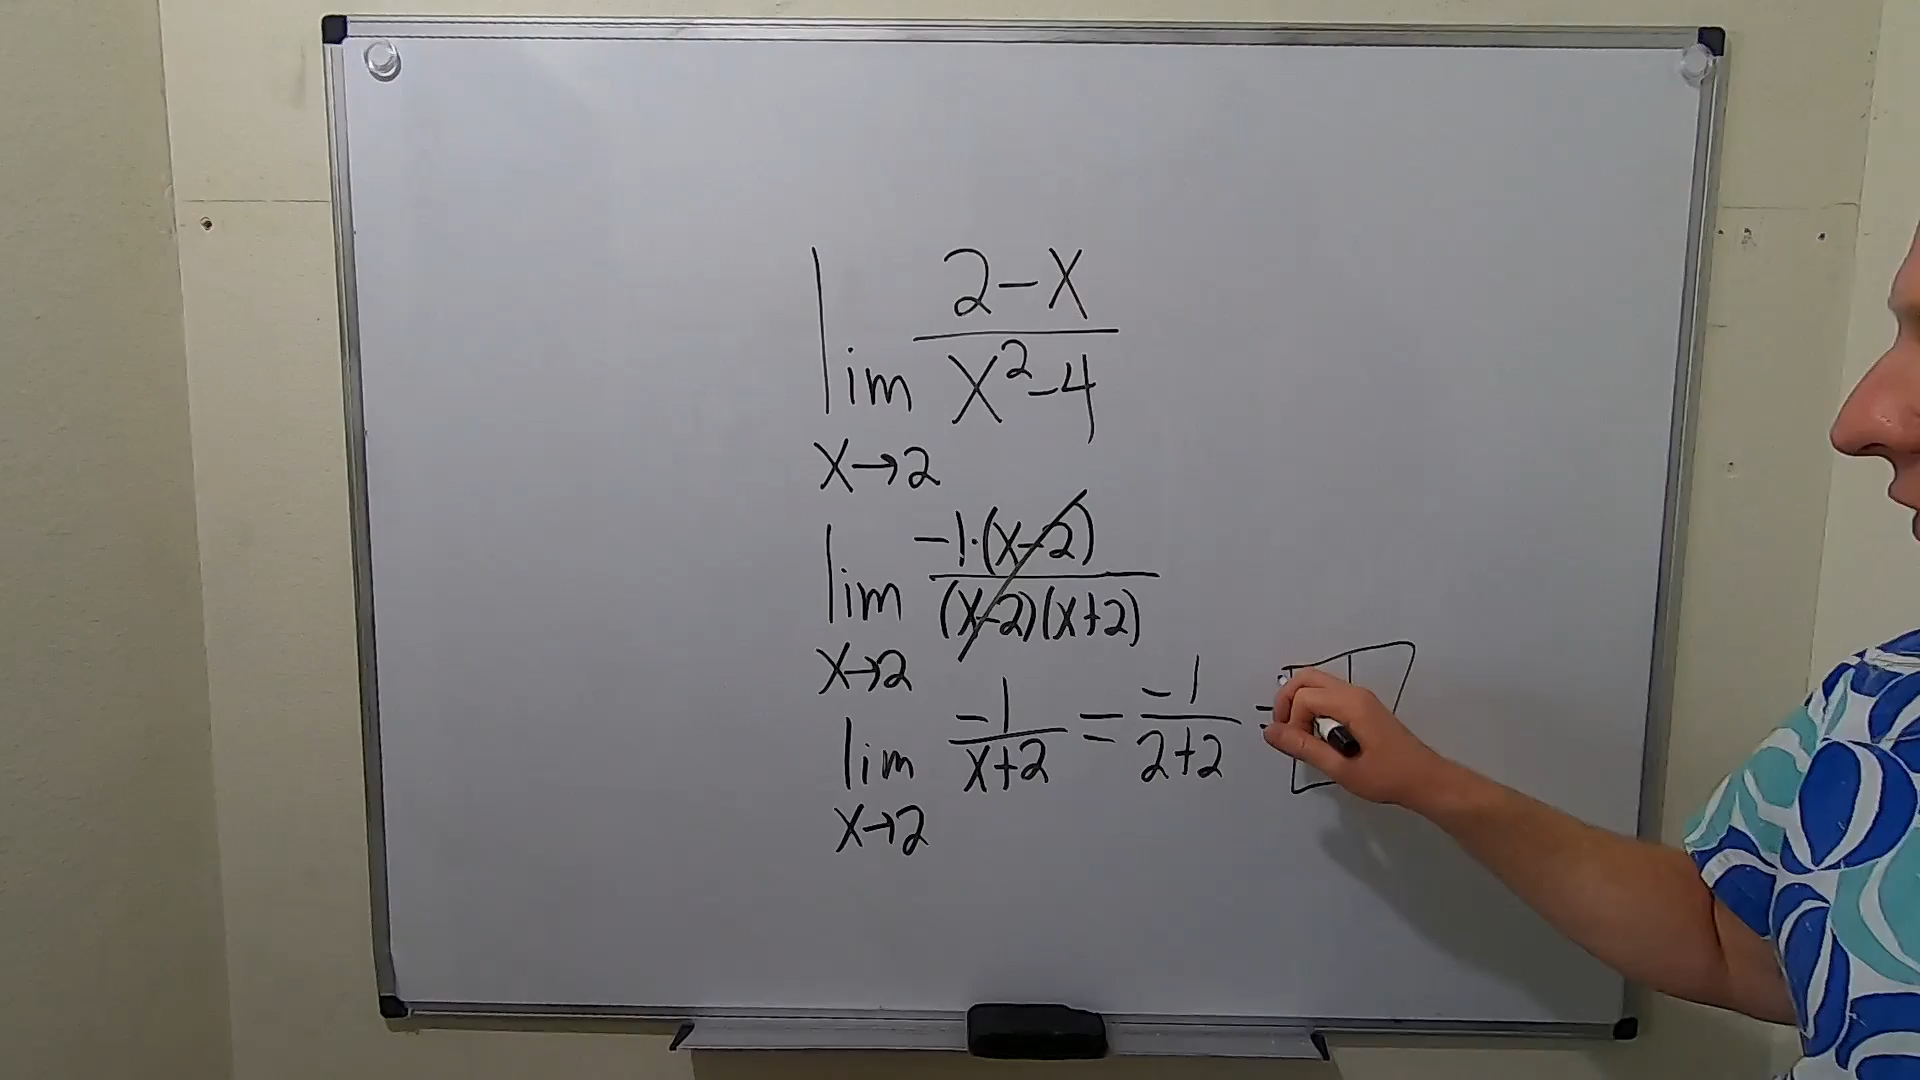 lim 2-x / x²-4
x→2
lim -1·(x-2) / (x-2)(x+2)
x→2
lim -1 / x+2 = -1 / 2+2 =
x→2